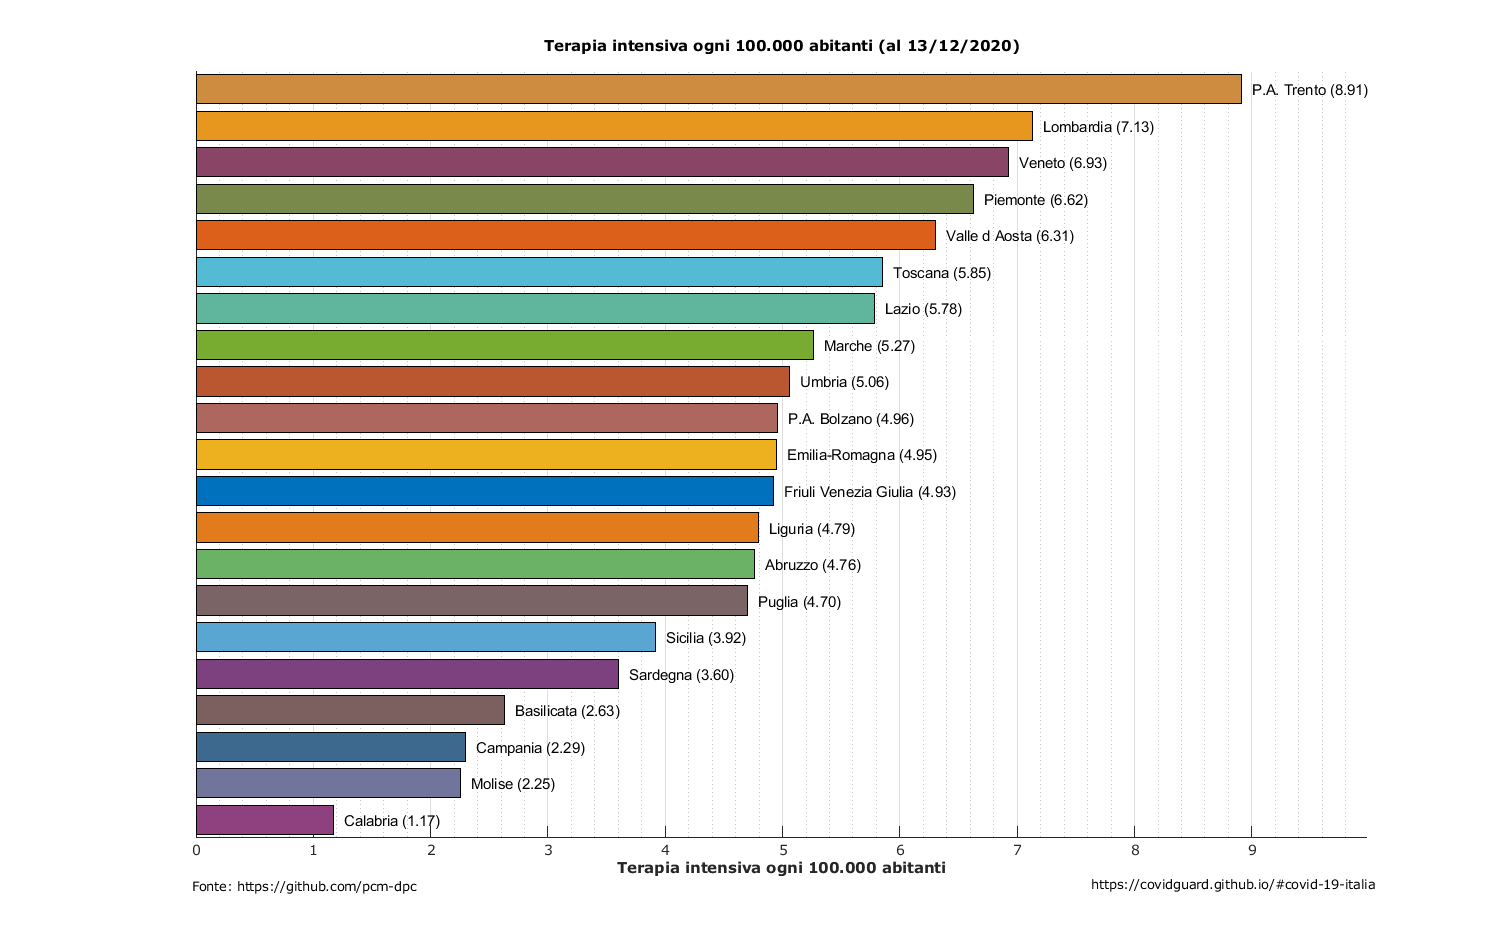 Terapia intensiva ogni 100.000 abitanti (al 13/12/2020)
P.A. Trento (8.91)
Lombardia (7.13)
Veneto (6.93)
Piemonte (6.62)
Valle d Aosta (6.31)
Toscana (5.85)
Lazio (5.78)
Marche (5.27)
Umbria (5.06)
P.A. Bolzano (4.96)
Emilia-Romagna (4.95)
Friuli Venezia Giulia (4.93)
Liguria (4.79)
Abruzzo (4.76)
Puglia (4.70)
Sicilia (3.92)
Sardegna (3.60)
Basilicata (2.63)
Campania (2.29)
Molise (2.25)
Calabria (1.17)
0 1 2 3 4 5 6 7 8 9
Terapia intensiva ogni 100.000 abitanti
Fonte: https://github.com/pcm-dpc
https://covidguard.github.io/#covid-19-italia